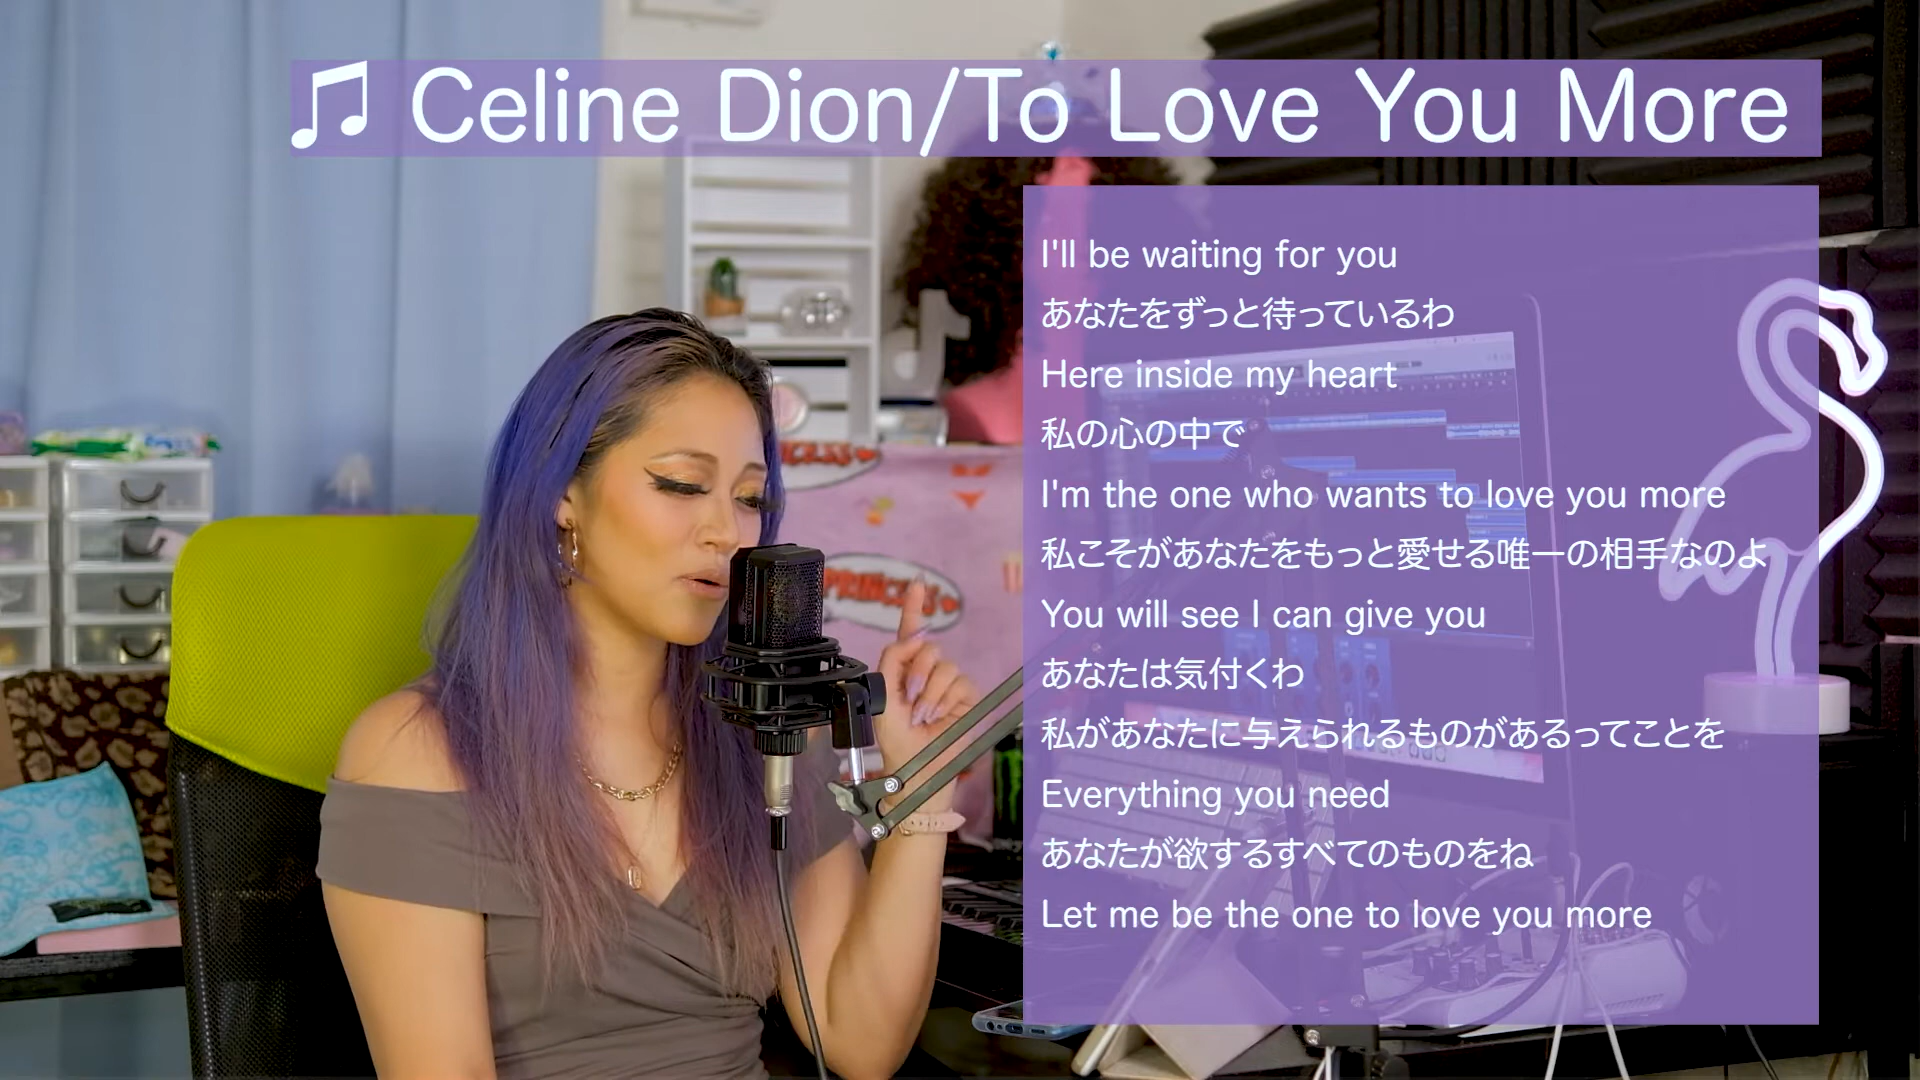 ♫ Celine Dion/To Love You More
I'll be waiting for you
あなたをずっと待っているわ
Here inside my heart
私の心の中で
I'm the one who wants to love you more
私こそがあなたをもっと愛せる唯一の相手なのよ
You will see I can give you
あなたは気付くわ
私があなたに与えられるものがあるってことを
Everything you need
あなたが欲するすべてのものをね
Let me be the one to love you more
PRINCESS